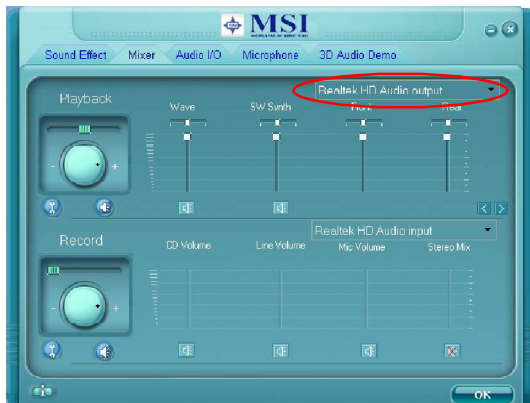 MSI
Sound Effect Mixer Audio I/O Microphone 3D Audio Demo
Realtek HD Audio output
Playback
Wave SW Synth Front Rear
- +
Realtek HD Audio input
Record
CD Volume Line Volume Mic Volume Stereo Mix
- +
OK